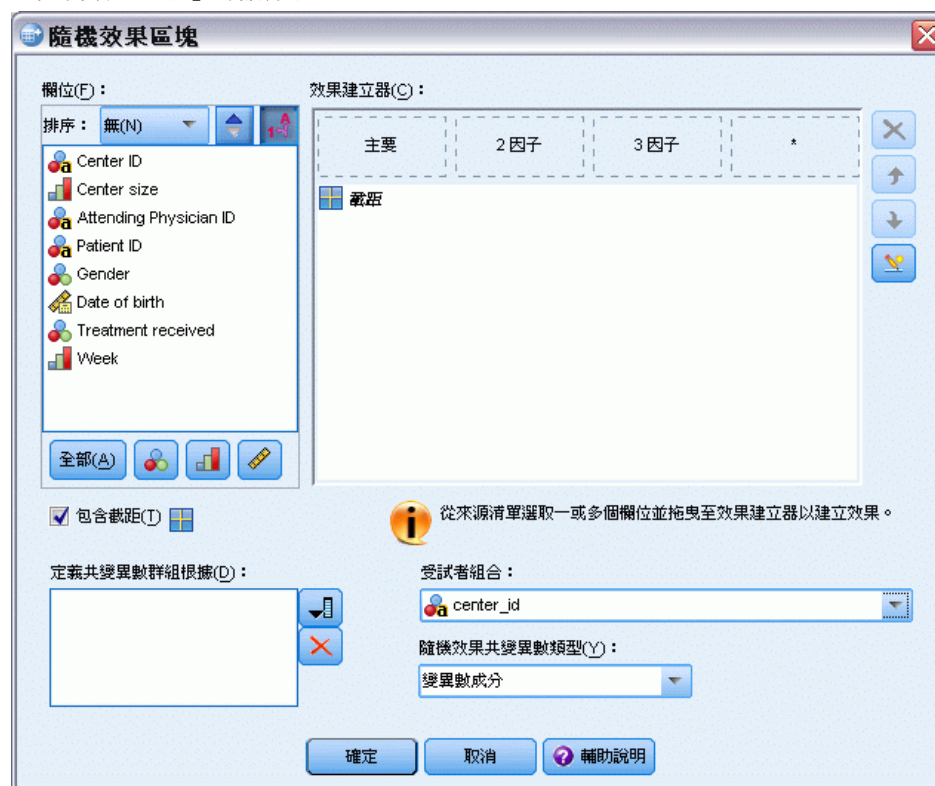 隨機效果區塊
欄位(F)：
效果建立器(C)：
排序： 無(N)
主要
2 因子
3 因子
*
Center ID
Center size
Attending Physician ID
Patient ID
Gender
Date of birth
Treatment received
Week
截距
全部(A)
包含截距(T)
從來源清單選取一或多個欄位並拖曳至效果建立器以建立效果。
定義共變異數群組根據(D)：
受試者組合：
center_id
隨機效果共變異數類型(Y)：
變異數成分
確定
取消
輔助說明